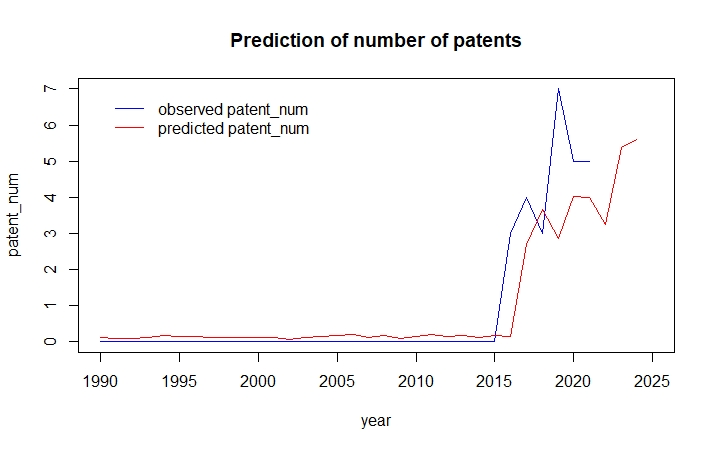 Prediction of number of patents
observed patent_num
predicted patent_num
patent_num
7
6
5
4
3
2
1
0
1990 1995 2000 2005 2010 2015 2020 2025
year